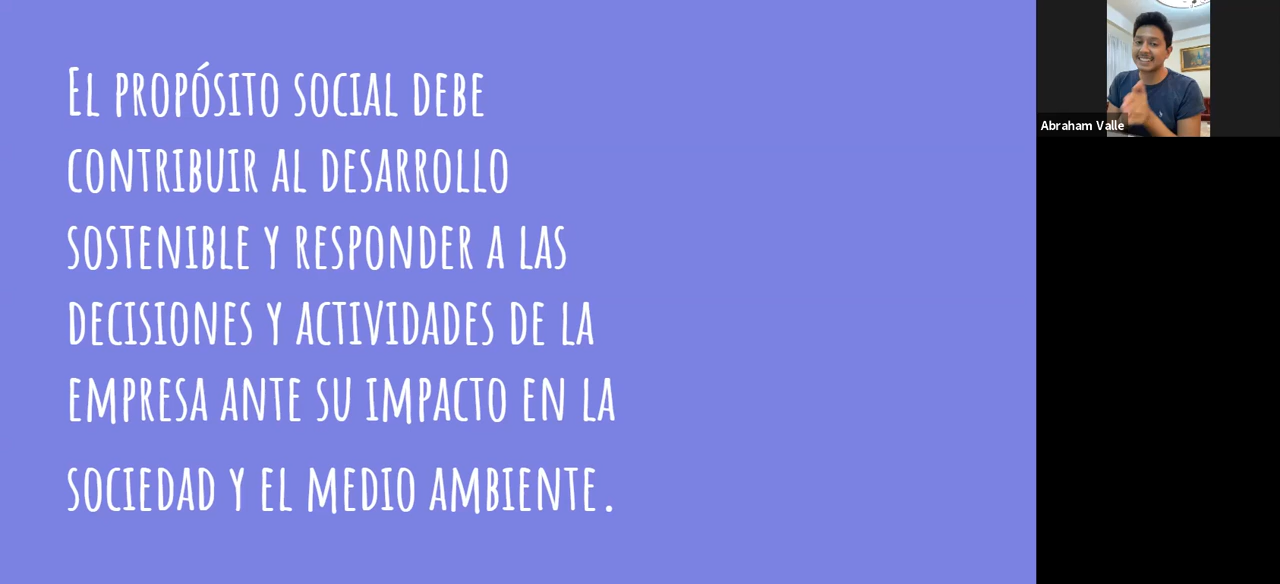 El propósito social debe
contribuir al desarrollo
sostenible y responder a las
decisiones y actividades de la
empresa ante su impacto en la
sociedad y el medio ambiente.
Abraham Valle